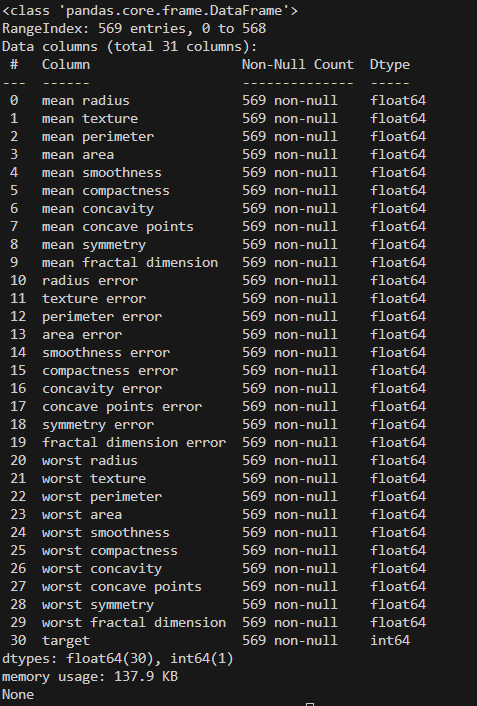 <class 'pandas.core.frame.DataFrame'>
RangeIndex: 569 entries, 0 to 568
Data columns (total 31 columns):
 #   Column                   Non-Null Count  Dtype
---  ------                   --------------  -----
 0   mean radius              569 non-null    float64
 1   mean texture             569 non-null    float64
 2   mean perimeter           569 non-null    float64
 3   mean area                569 non-null    float64
 4   mean smoothness          569 non-null    float64
 5   mean compactness         569 non-null    float64
 6   mean concavity           569 non-null    float64
 7   mean concave points      569 non-null    float64
 8   mean symmetry            569 non-null    float64
 9   mean fractal dimension   569 non-null    float64
 10  radius error             569 non-null    float64
 11  texture error            569 non-null    float64
 12  perimeter error          569 non-null    float64
 13  area error               569 non-null    float64
 14  smoothness error         569 non-null    float64
 15  compactness error        569 non-null    float64
 16  concavity error          569 non-null    float64
 17  concave points error     569 non-null    float64
 18  symmetry error           569 non-null    float64
 19  fractal dimension error  569 non-null    float64
 20  worst radius             569 non-null    float64
 21  worst texture            569 non-null    float64
 22  worst perimeter          569 non-null    float64
 23  worst area               569 non-null    float64
 24  worst smoothness         569 non-null    float64
 25  worst compactness        569 non-null    float64
 26  worst concavity          569 non-null    float64
 27  worst concave points     569 non-null    float64
 28  worst symmetry           569 non-null    float64
 29  worst fractal dimension  569 non-null    float64
 30  target                   569 non-null    int64
dtypes: float64(30), int64(1)
memory usage: 137.9 KB
None